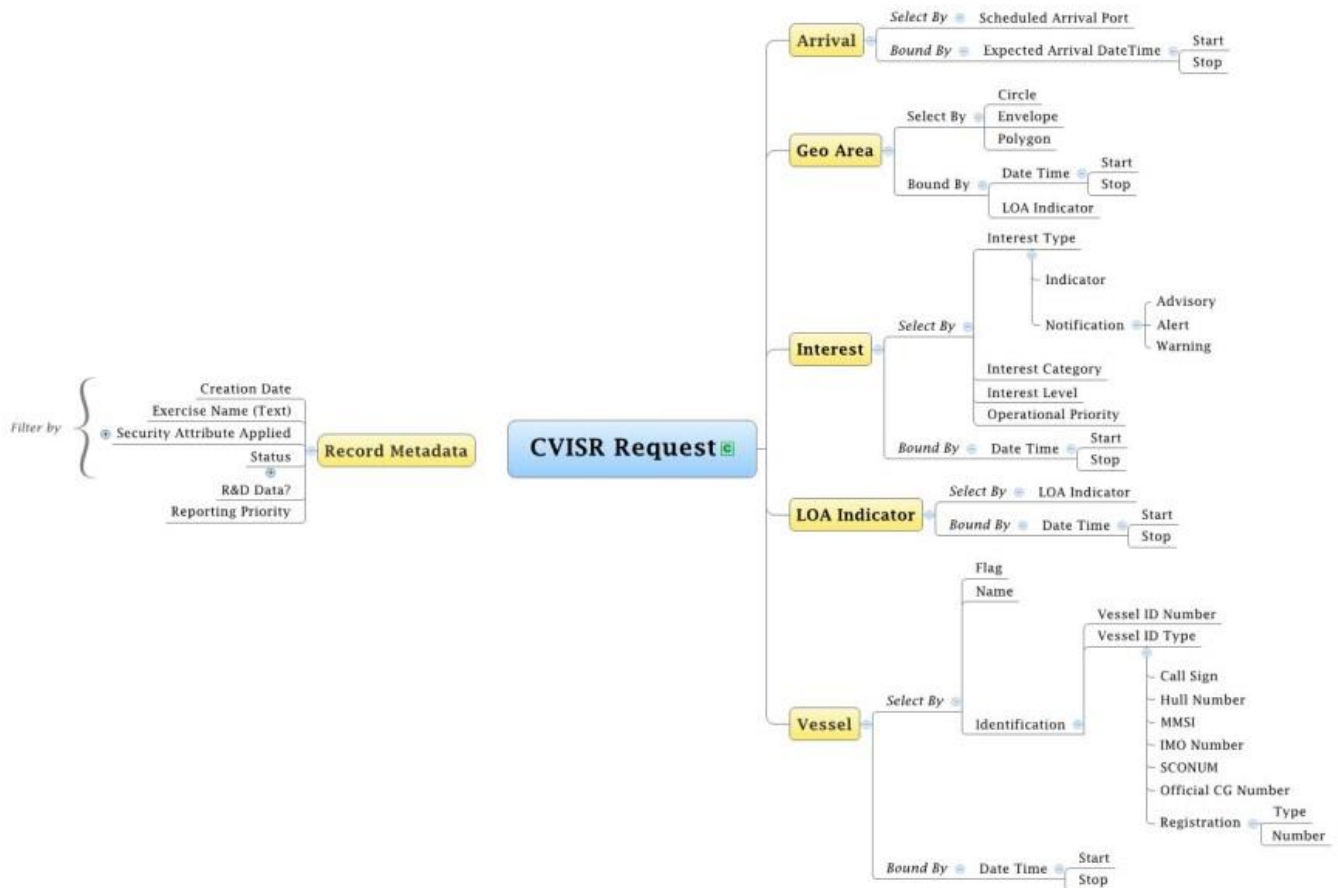 Filter by
Creation Date
Exercise Name (Text)
Security Attribute Applied
Status
R&D Data?
Reporting Priority
Record Metadata
CVISR Request
Arrival
Select By
Scheduled Arrival Port
Bound By
Expected Arrival DateTime
Start
Stop
Geo Area
Select By
Circle
Envelope
Polygon
Bound By
Date Time
Start
Stop
LOA Indicator
Interest
Select By
Interest Type
Indicator
Notification
Advisory
Alert
Warning
Interest Category
Interest Level
Operational Priority
Bound By
Date Time
Start
Stop
LOA Indicator
Select By
LOA Indicator
Bound By
Date Time
Start
Stop
Vessel
Select By
Flag
Name
Identification
Vessel ID Number
Vessel ID Type
Call Sign
Hull Number
MMSI
IMO Number
SCONUM
Official CG Number
Registration
Type
Number
Bound By
Date Time
Start
Stop